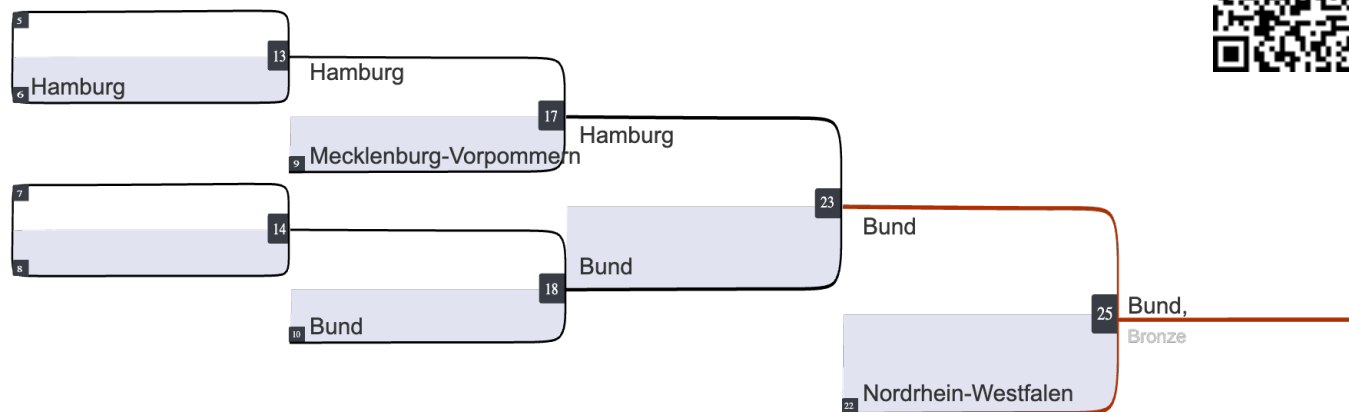 5
13
Hamburg
6
Hamburg
17
9
Mecklenburg-Vorpommern
Hamburg
7
14
8
23
Bund
Bund
18
10
Bund
25
Bund,
Bronze
22
Nordrhein-Westfalen